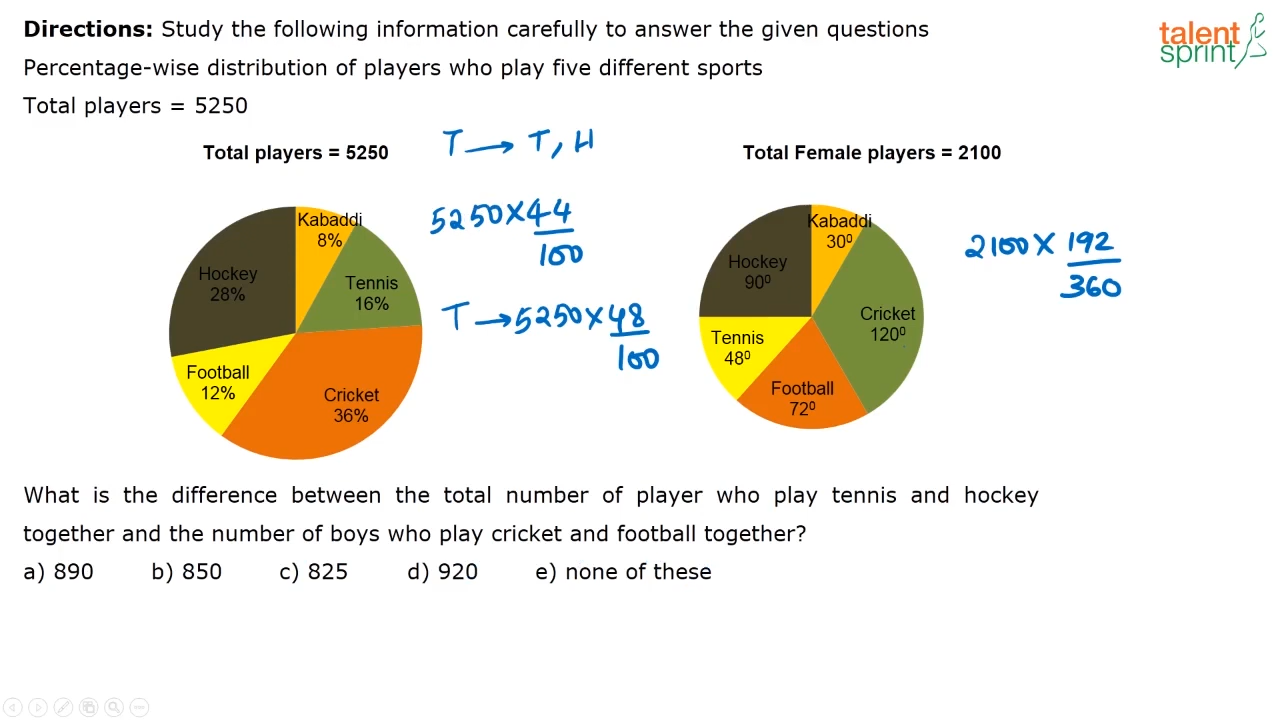 Directions: Study the following information carefully to answer the given questions
talent
sprint
Percentage-wise distribution of players who play five different sports
Total players = 5250
Total players = 5250
T → T, H
Total Female players = 2100
Kabaddi
8%
Tennis
16%
Cricket
36%
Football
12%
Hockey
28%
5250 × 44
100
T → 5250 × 48
100
Kabaddi
30⁰
Cricket
120⁰
Football
72⁰
Tennis
48⁰
Hockey
90⁰
2100 × 192
360
What is the difference between the total number of player who play tennis and hockey
together and the number of boys who play cricket and football together?
a) 890 b) 850 c) 825 d) 920 e) none of these